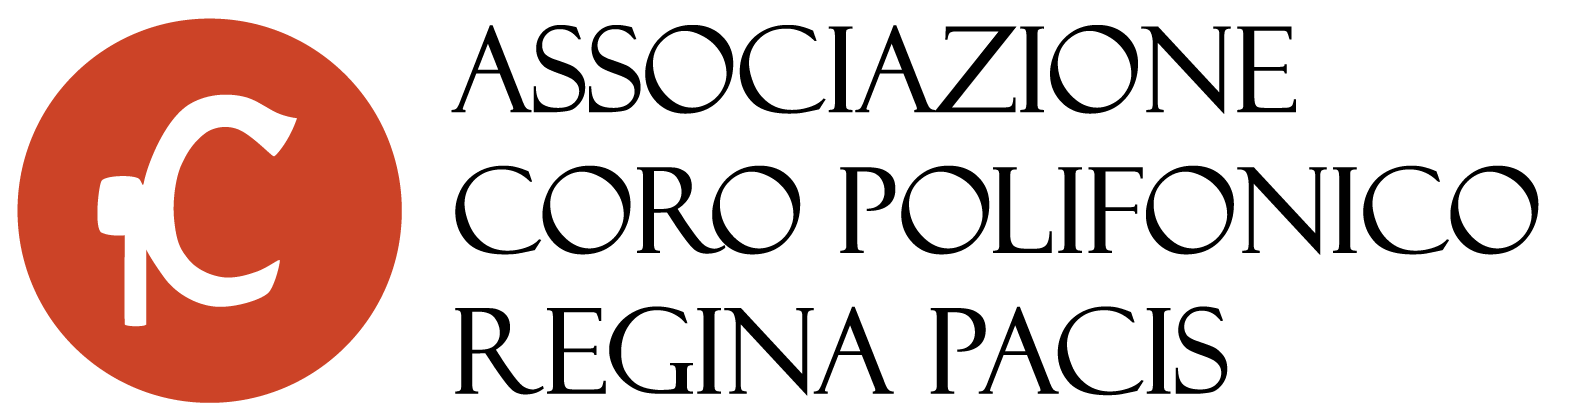 ASSOCIAZIONE
CORO POLIFONICO
REGINA PACIS